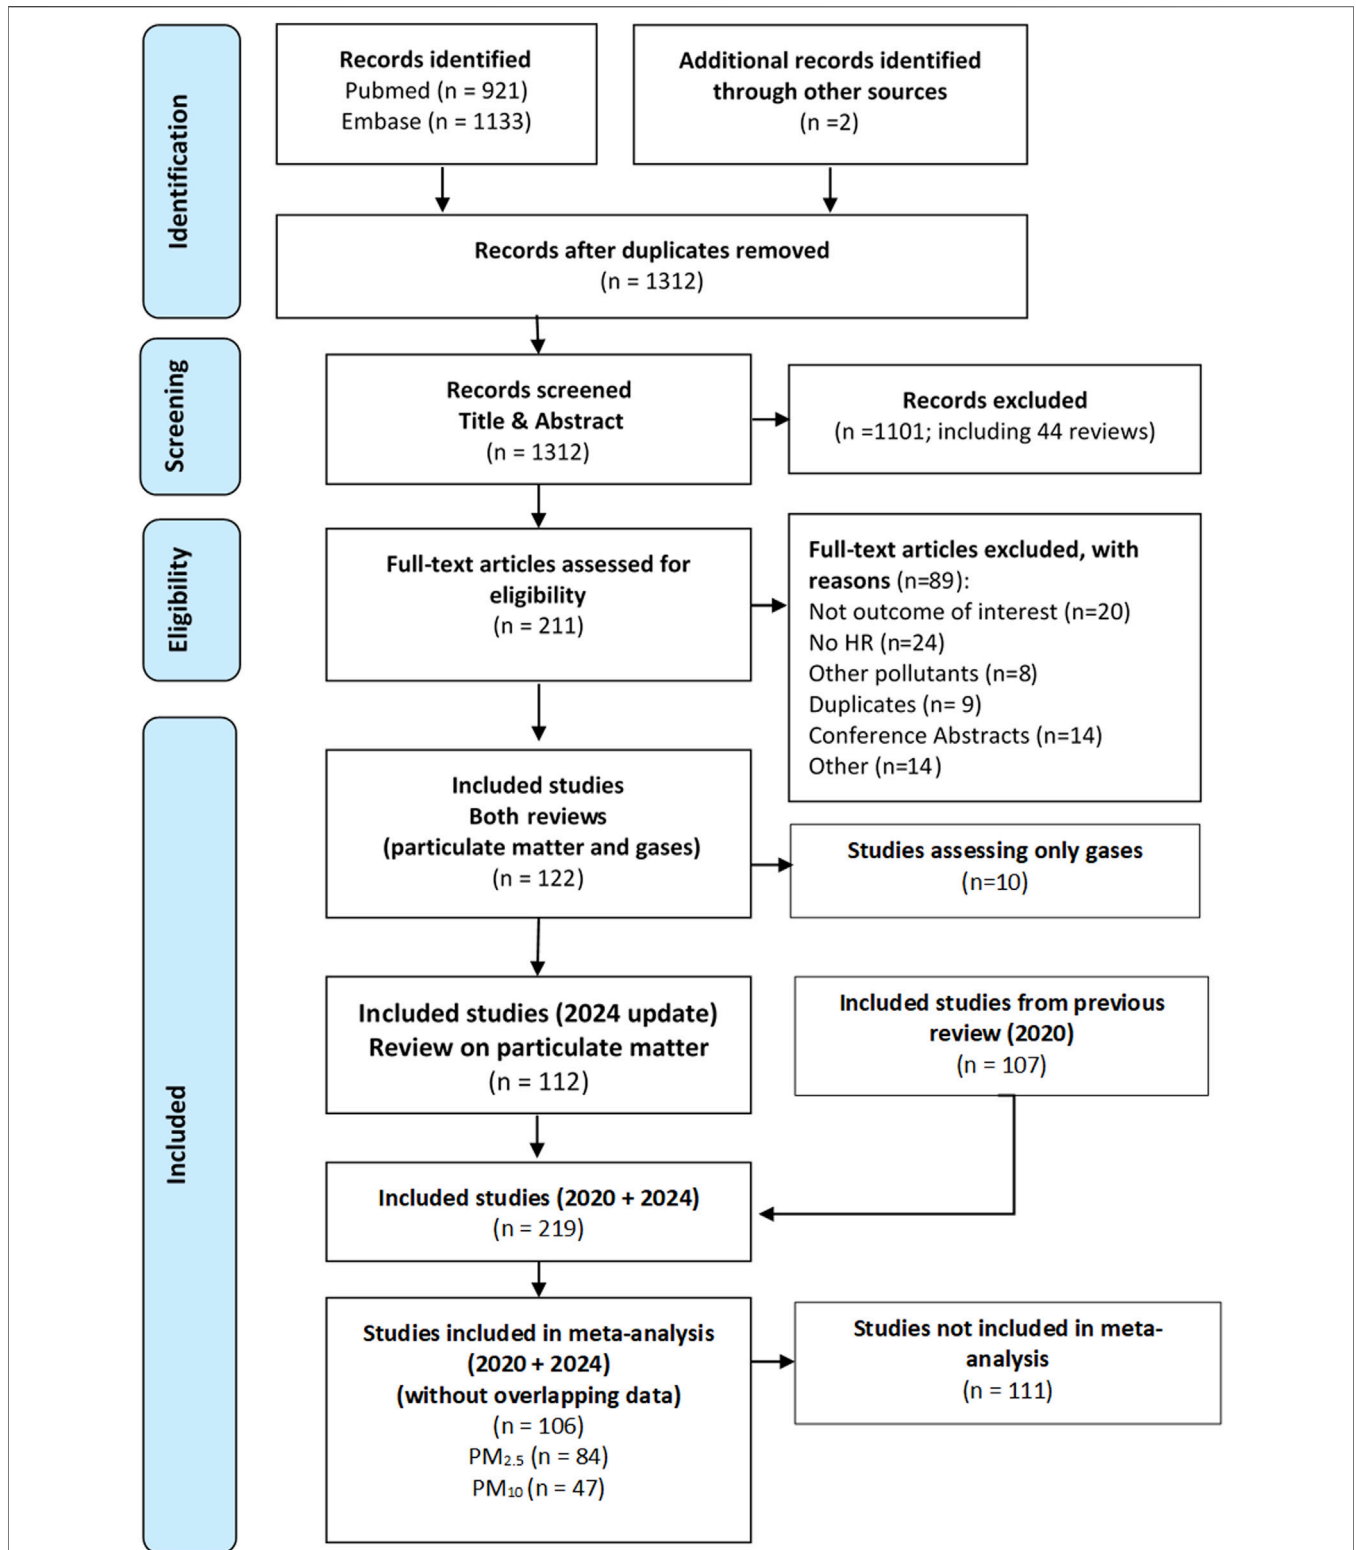 Identification
Records identified
Pubmed (n = 921)
Embase (n = 1133)
Additional records identified
through other sources
(n =2)
Records after duplicates removed
(n = 1312)
Screening
Records screened
Title & Abstract
(n = 1312)
Records excluded
(n =1101; including 44 reviews)
Eligibility
Full-text articles assessed for
eligibility
(n = 211)
Full-text articles excluded, with
reasons (n=89):
Not outcome of interest (n=20)
No HR (n=24)
Other pollutants (n=8)
Duplicates (n= 9)
Conference Abstracts (n=14)
Other (n=14)
Included
Included studies
Both reviews
(particulate matter and gases)
(n = 122)
Studies assessing only gases
(n=10)
Included studies (2024 update)
Review on particulate matter
(n = 112)
Included studies from previous
review (2020)
(n = 107)
Included studies (2020 + 2024)
(n = 219)
Studies included in meta-analysis
(2020 + 2024)
(without overlapping data)
(n = 106)
PM₂.₅ (n = 84)
PM₁₀ (n = 47)
Studies not included in meta-
analysis
(n = 111)